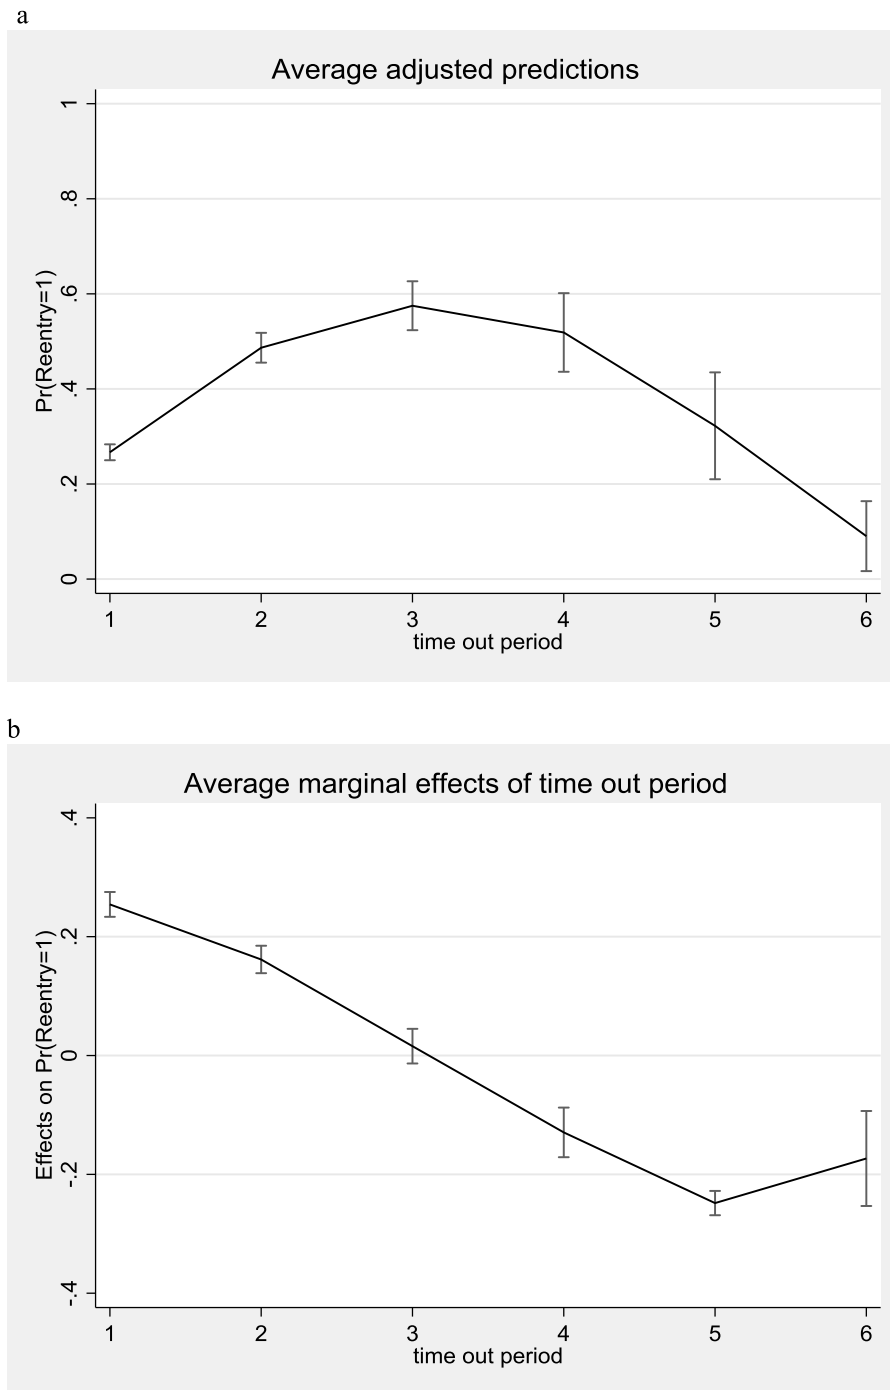 a
Average adjusted predictions
Pr(Reentry=1)
1
.8
.6
.4
.2
0
1 2 3 4 5 6
time out period
b
Average marginal effects of time out period
Effects on Pr(Reentry=1)
.4
.2
0
-.2
-.4
1 2 3 4 5 6
time out period